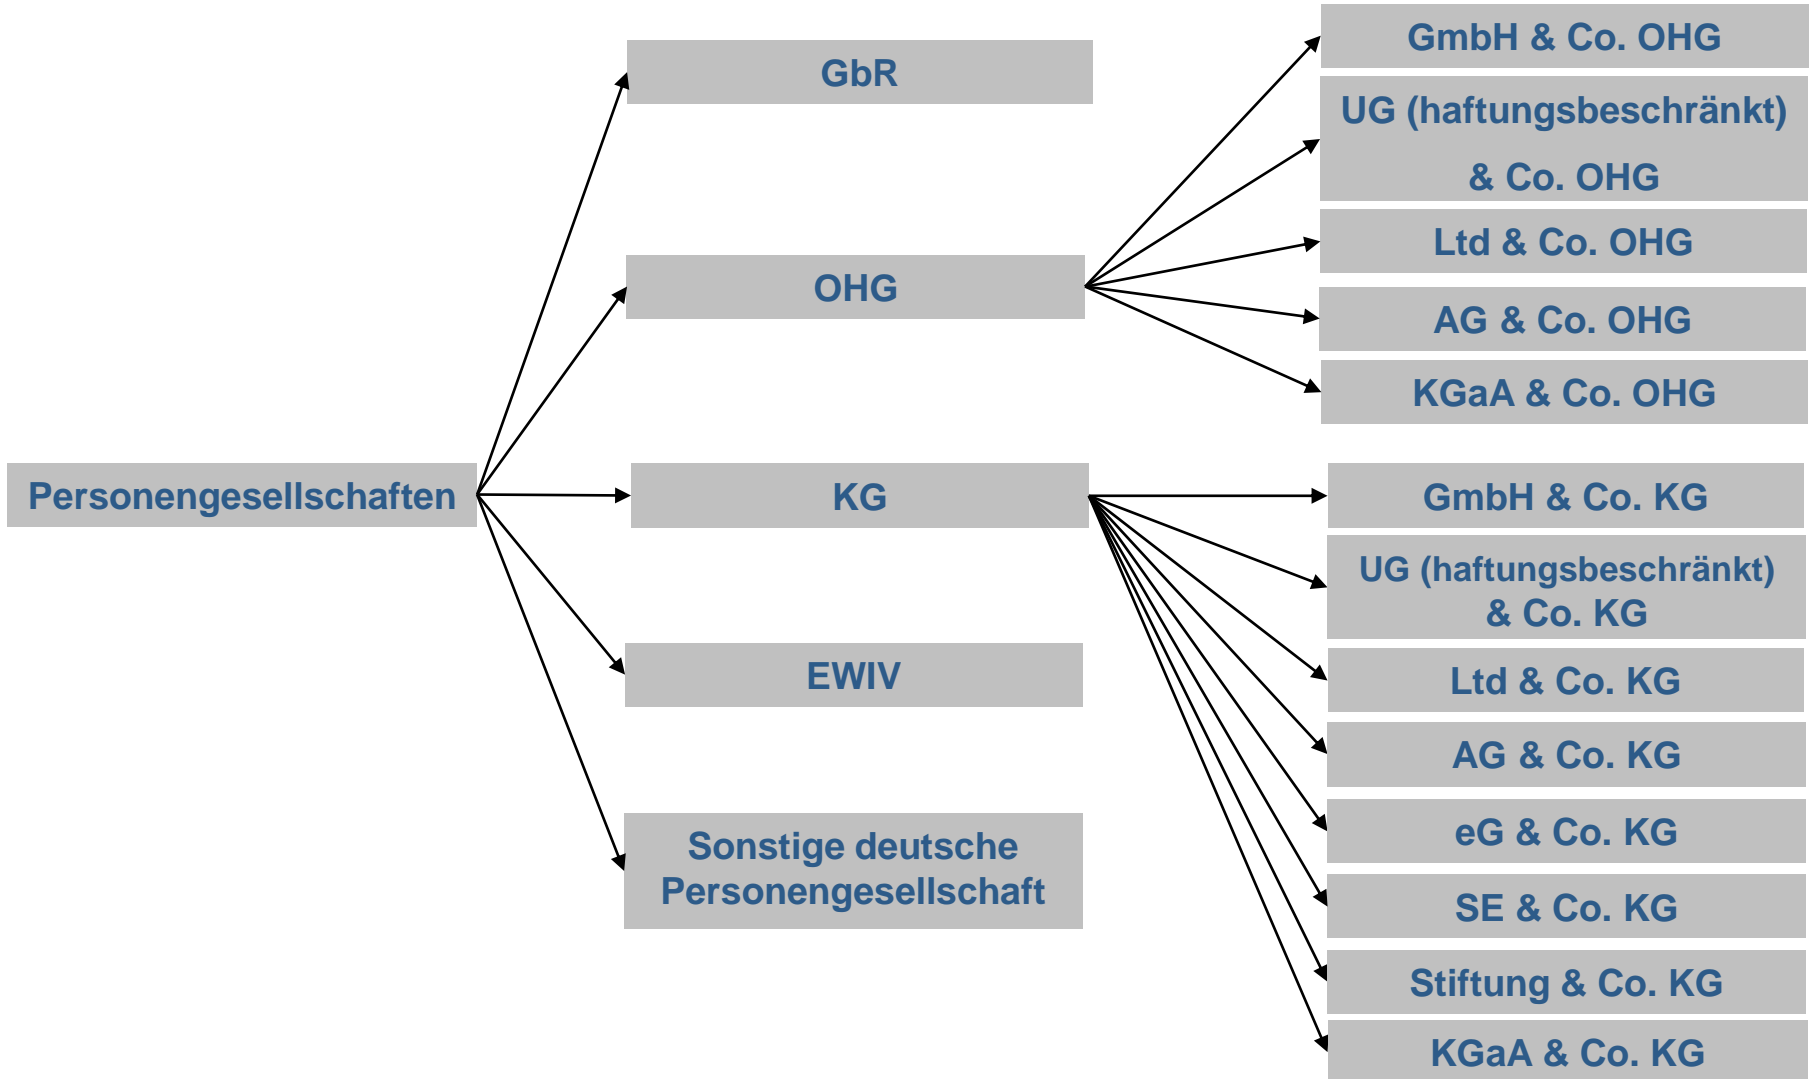 Personengesellschaften
GbR
OHG
KG
EWIV
Sonstige deutsche
Personengesellschaft
GmbH & Co. OHG
UG (haftungsbeschränkt)
& Co. OHG
Ltd & Co. OHG
AG & Co. OHG
KGaA & Co. OHG
GmbH & Co. KG
UG (haftungsbeschränkt)
& Co. KG
Ltd & Co. KG
AG & Co. KG
eG & Co. KG
SE & Co. KG
Stiftung & Co. KG
KGaA & Co. KG